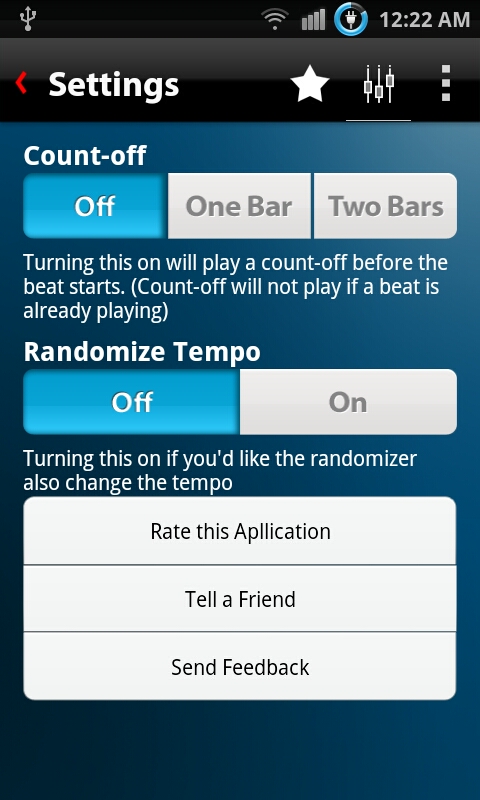 12:22 AM
Settings
Count-off
Off One Bar Two Bars
Turning this on will play a count-off before the
beat starts. (Count-off will not play if a beat is
already playing)
Randomize Tempo
Off On
Turning this on if you'd like the randomizer
also change the tempo
Rate this Apllication
Tell a Friend
Send Feedback